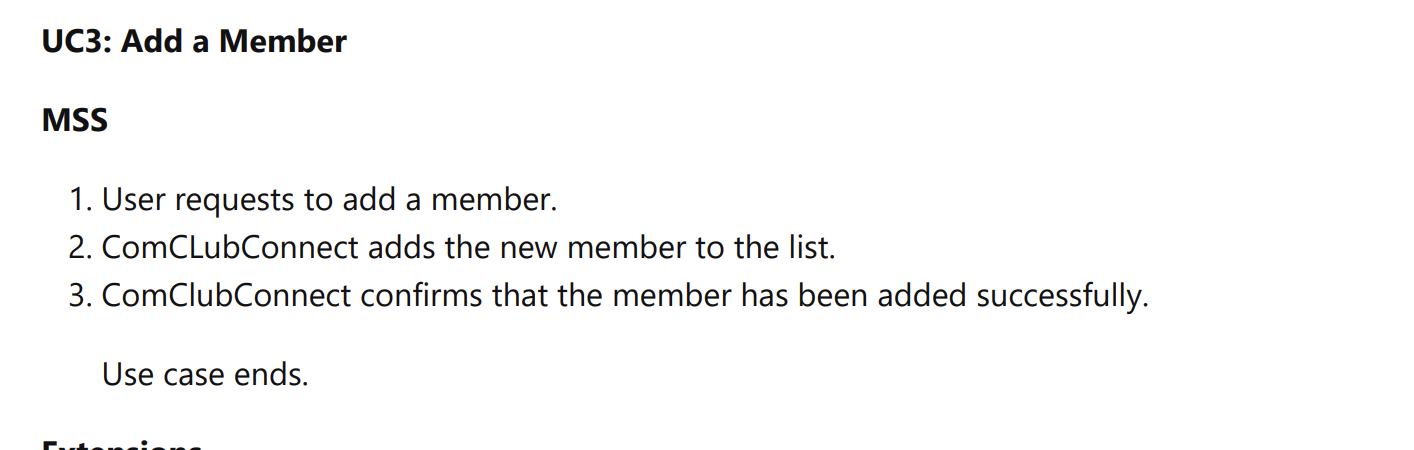 UC3: Add a Member
MSS
1. User requests to add a member.
2. ComCLubConnect adds the new member to the list.
3. ComClubConnect confirms that the member has been added successfully.
Use case ends.
Extensions